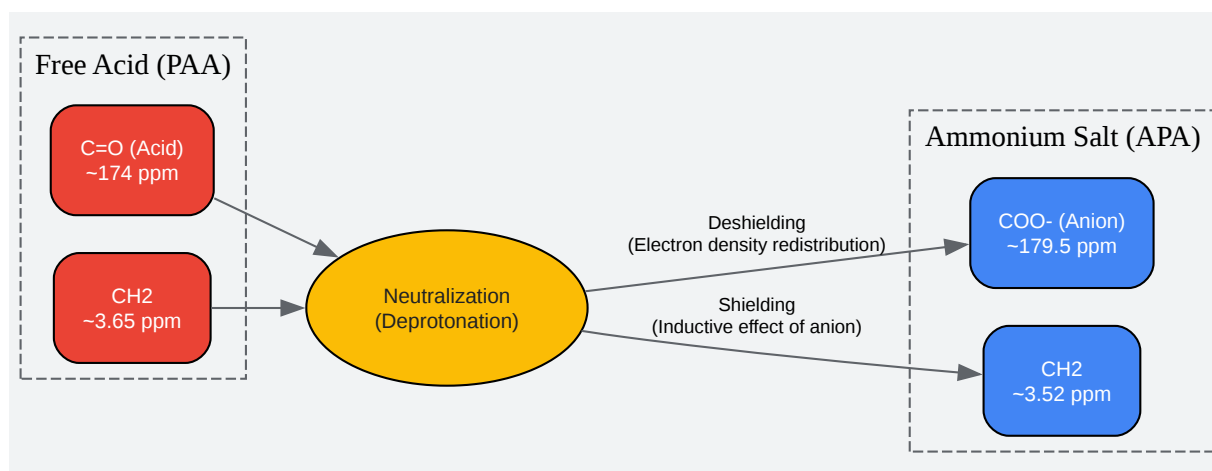 Free Acid (PAA)
C=O (Acid)
~174 ppm
CH2
~3.65 ppm
Neutralization
(Deprotonation)
Deshielding
(Electron density redistribution)
Shielding
(Inductive effect of anion)
Ammonium Salt (APA)
COO- (Anion)
~179.5 ppm
CH2
~3.52 ppm